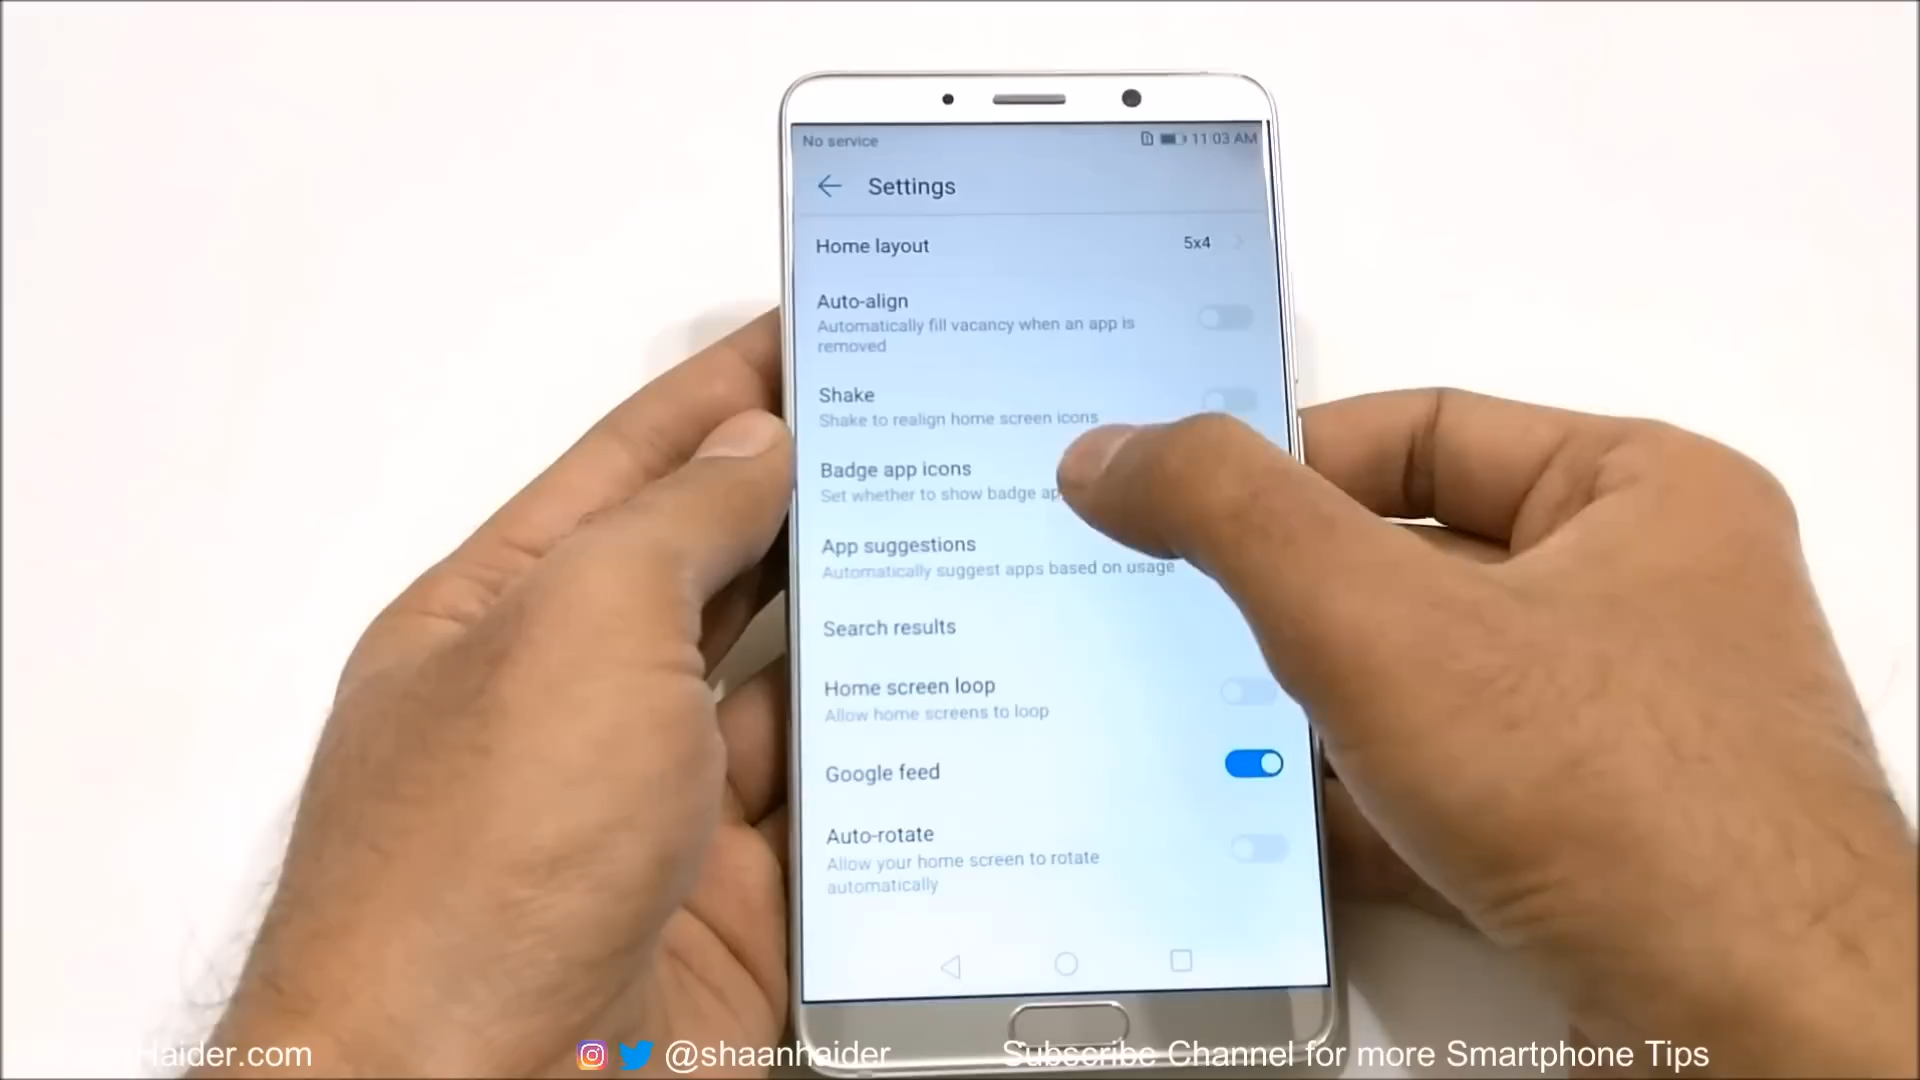 No service
11:03 AM
Settings
Home layout 5x4
Auto-align
Automatically fill vacancy when an app is
removed
Shake
Shake to realign home screen icons
Badge app icons
Set whether to show badge ap
App suggestions
Automatically suggest apps based on usage
Search results
Home screen loop
Allow home screens to loop
Google feed
Auto-rotate
Allow your home screen to rotate
automatically
Haider.com @shaanhaider Subscribe Channel for more Smartphone Tips